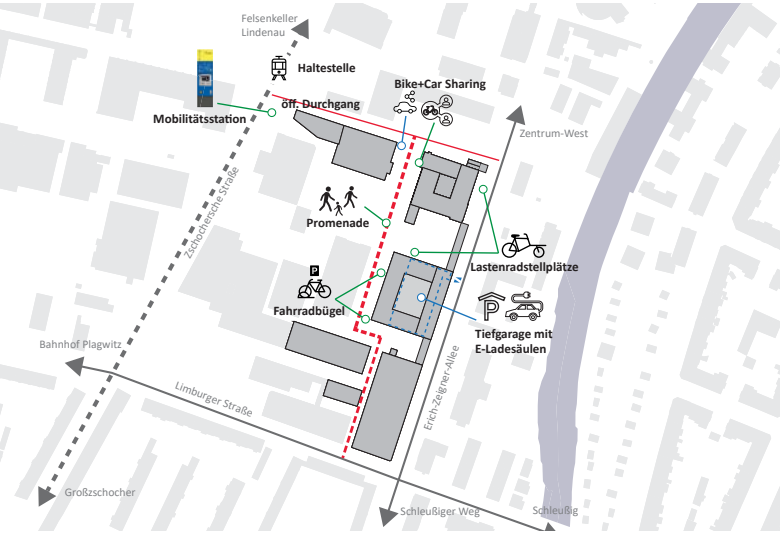 Felsenkeller
Lindenau
Haltestelle
Bike+Car Sharing
öff. Durchgang
Mobilitätsstation
Zentrum-West
Zschochersche Straße
Promenade
Lastenradstellplätze
P
Fahrradbügel
P
Tiefgarage mit
E-Ladesäulen
Bahnhof Plagwitz
Limburger Straße
Erich-Zeigner-Allee
Großzschocher
Schleußiger Weg
Schleußig